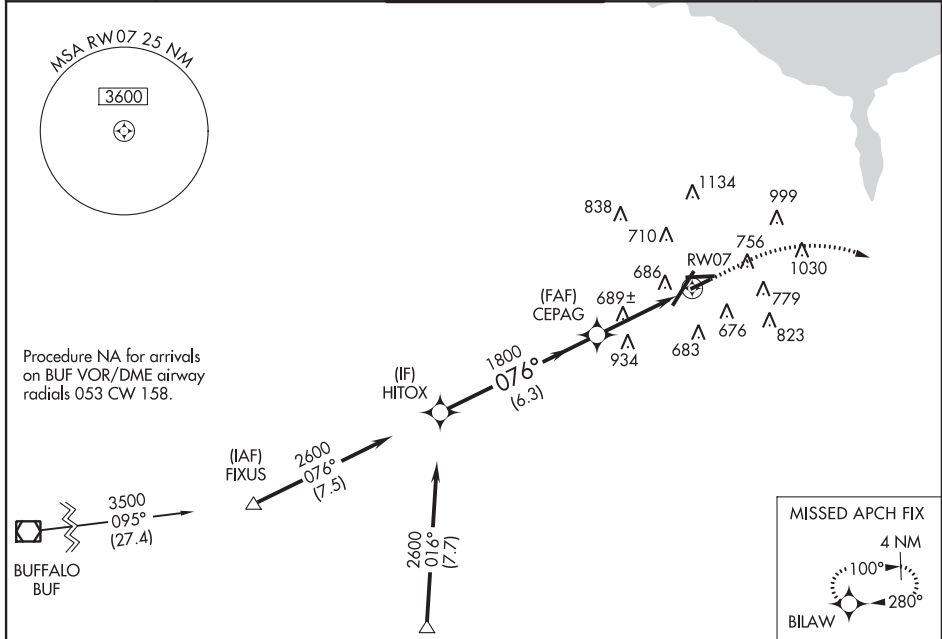 MSA RW07 25 NM
3600
1134
838
999
710
756
RW07
1030
686
(FAF)
CEPAG
689±
779
676
823
683
934
Procedure NA for arrivals
on BUF VOR/DME airway
radials 053 CW 158.
(IF)
HITOX
1800
076°
(6.3)
(IAF)
FIXUS
2600
076°
(7.5)
3500
095°
(27.4)
BUFFALO
BUF
2600
016°
(7.7)
MISSED APCH FIX
4 NM
100°
280°
BILAW